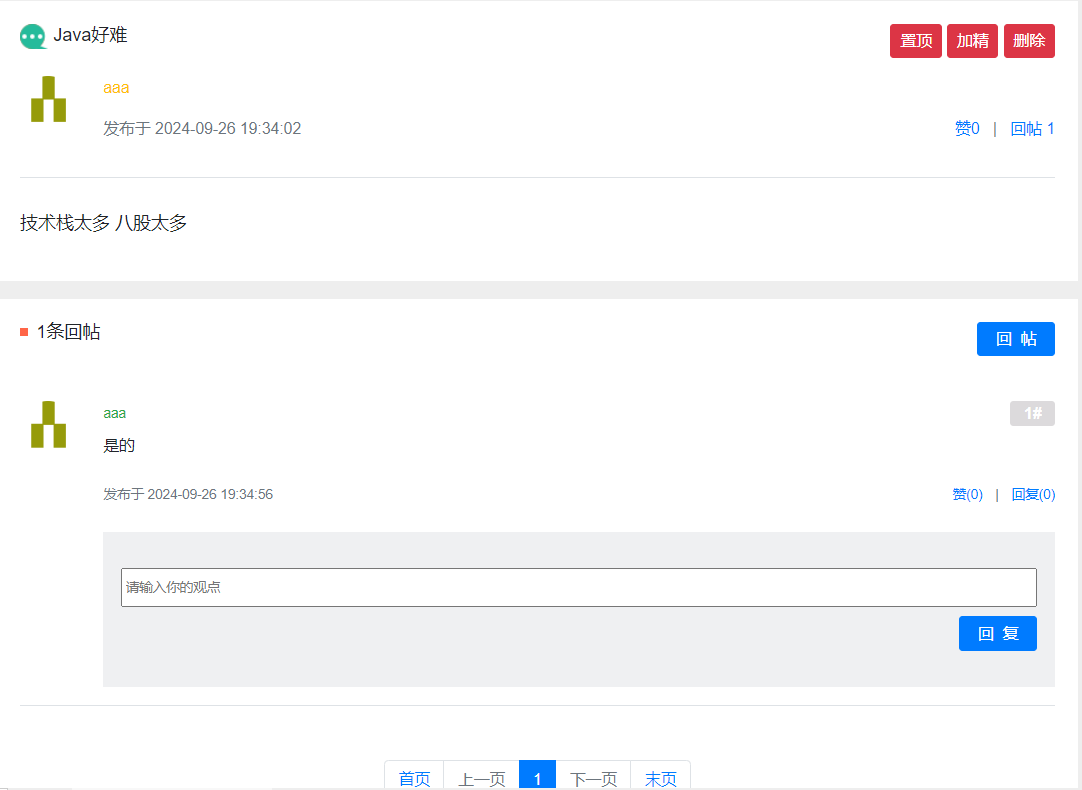 Java好难
置顶 加精 删除
aaa
发布于 2024-09-26 19:34:02
赞0 | 回帖 1
技术栈太多 八股太多
1条回帖
回 帖
aaa
1#
是的
发布于 2024-09-26 19:34:56
赞(0) | 回复(0)
请输入你的观点
回 复
首页 上一页 1 下一页 末页